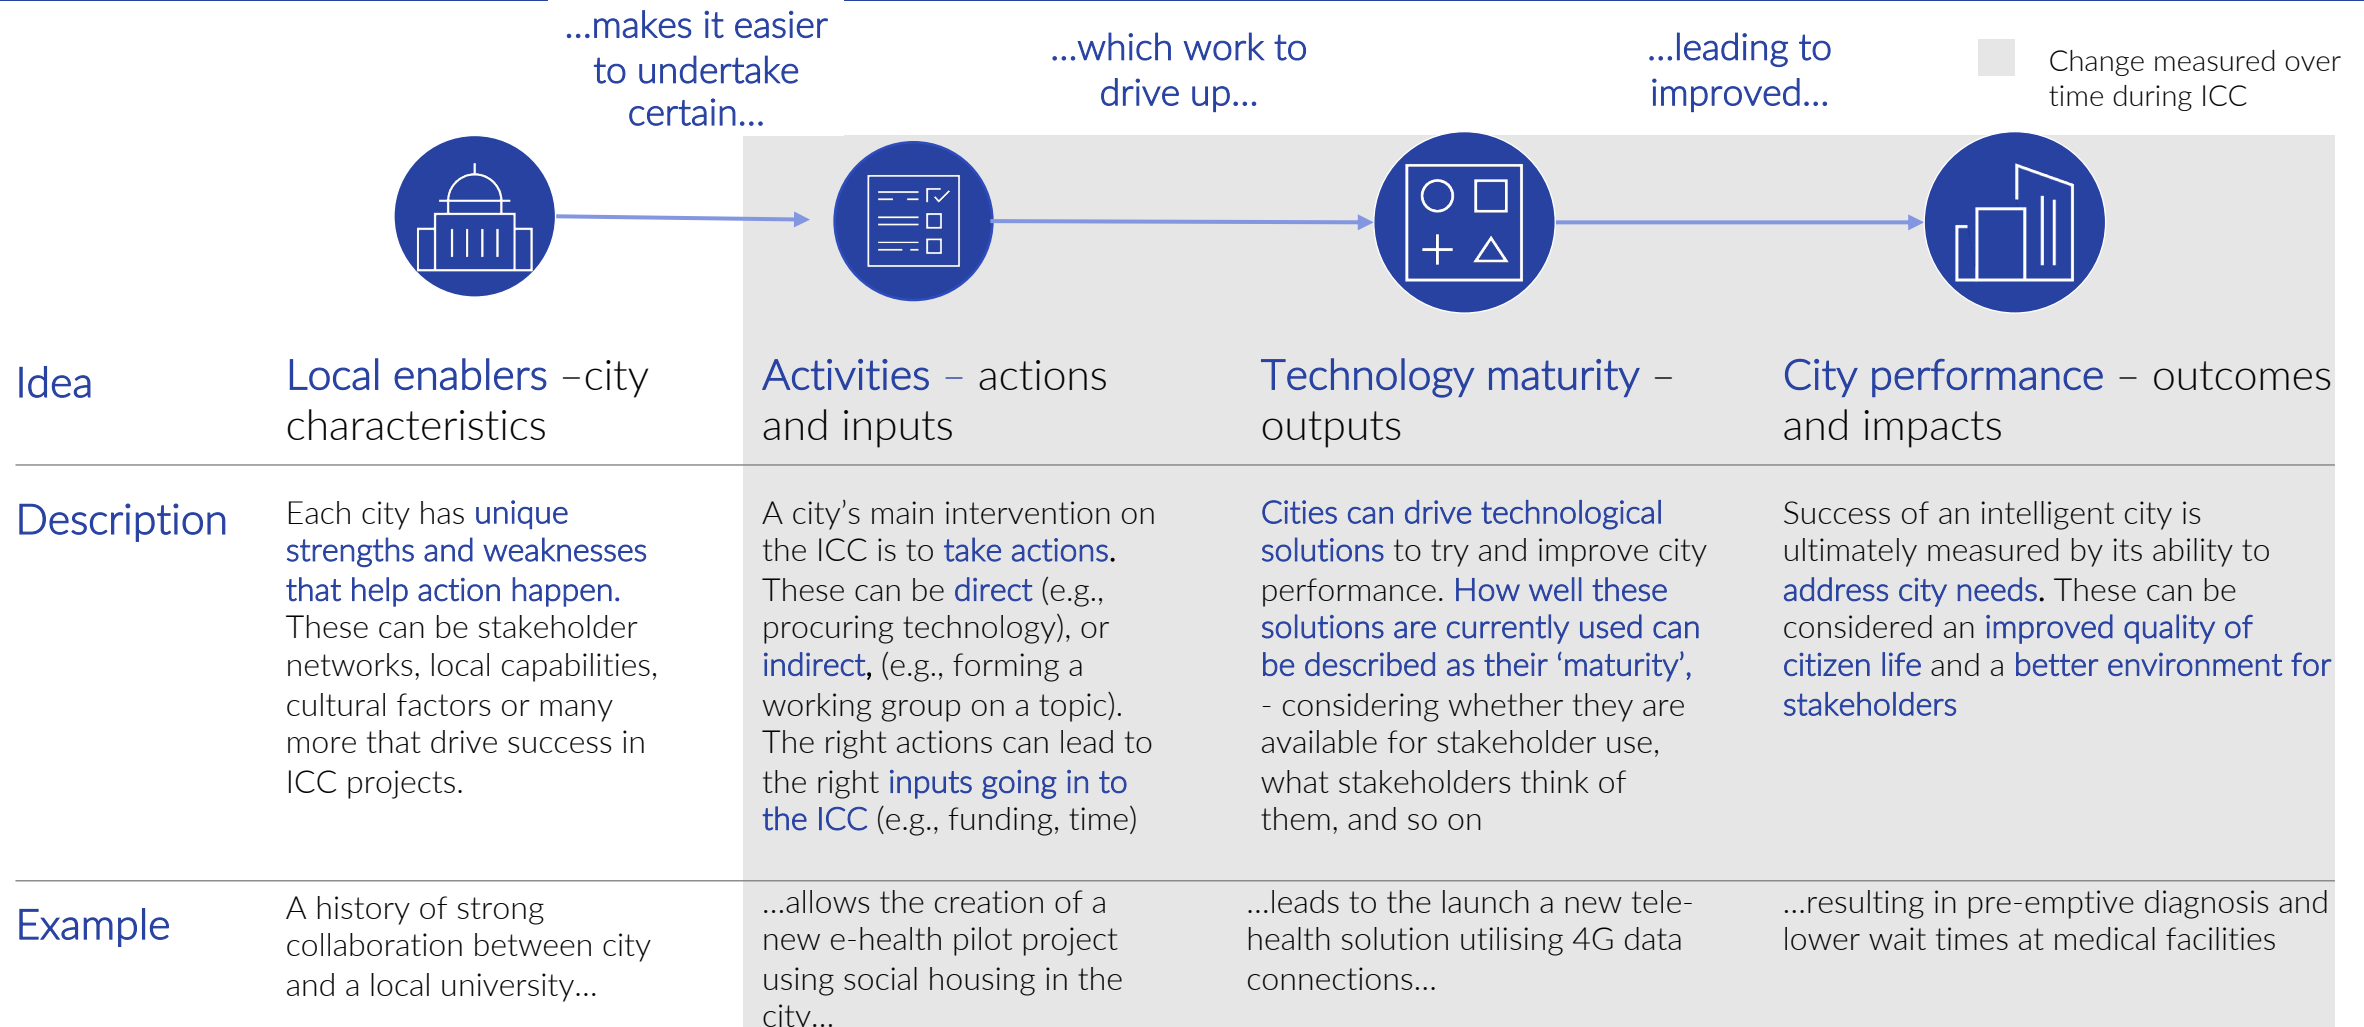 ...makes it easier
to undertake
certain...
...which work to
drive up...
...leading to
improved...
Change measured over
time during ICC
Idea
Local enablers –city
characteristics
Activities – actions
and inputs
Technology maturity –
outputs
City performance – outcomes
and impacts
Description
Each city has unique
strengths and weaknesses
that help action happen.
These can be stakeholder
networks, local capabilities,
cultural factors or many
more that drive success in
ICC projects.
A city’s main intervention on
the ICC is to take actions.
These can be direct (e.g.,
procuring technology), or
indirect, (e.g., forming a
working group on a topic).
The right actions can lead to
the right inputs going in to
the ICC (e.g., funding, time)
Cities can drive technological
solutions to try and improve city
performance. How well these
solutions are currently used can
be described as their ‘maturity’,
- considering whether they are
available for stakeholder use,
what stakeholders think of
them, and so on
Success of an intelligent city is
ultimately measured by its ability to
address city needs. These can be
considered an improved quality of
citizen life and a better environment for
stakeholders
Example
A history of strong
collaboration between city
and a local university...
...allows the creation of a
new e-health pilot project
using social housing in the
city...
...leads to the launch a new tele-
health solution utilising 4G data
connections...
...resulting in pre-emptive diagnosis and
lower wait times at medical facilities